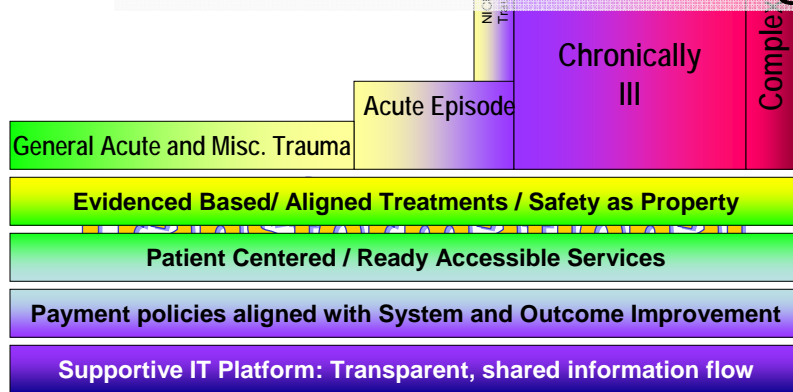 Chronically
Ill
Acute Episode
General Acute and Misc. Trauma
Evidenced Based/ Aligned Treatments / Safety as Property
Patient Centered / Ready Accessible Services
Payment policies aligned with System and Outcome Improvement
Supportive IT Platform: Transparent, shared information flow